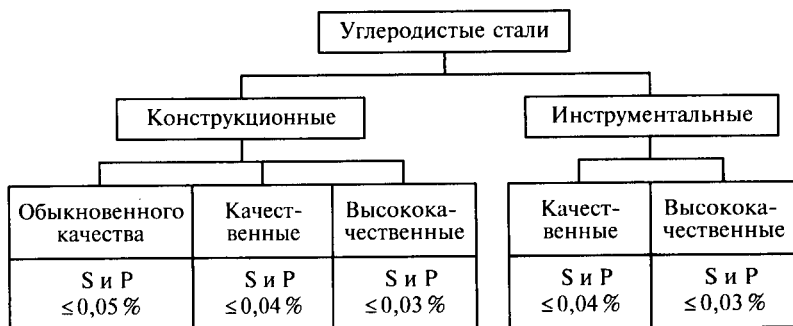 Углеродистые стали
Конструкционные
Инструментальные
Обыкновенного
качества
Качест-
венные
Высокока-
чественные
Качест-
венные
Высокока-
чественные
S и P
≤0,05 %
S и P
≤0,04 %
S и P
≤0,03 %
S и P
≤0,04 %
S и P
≤0,03 %